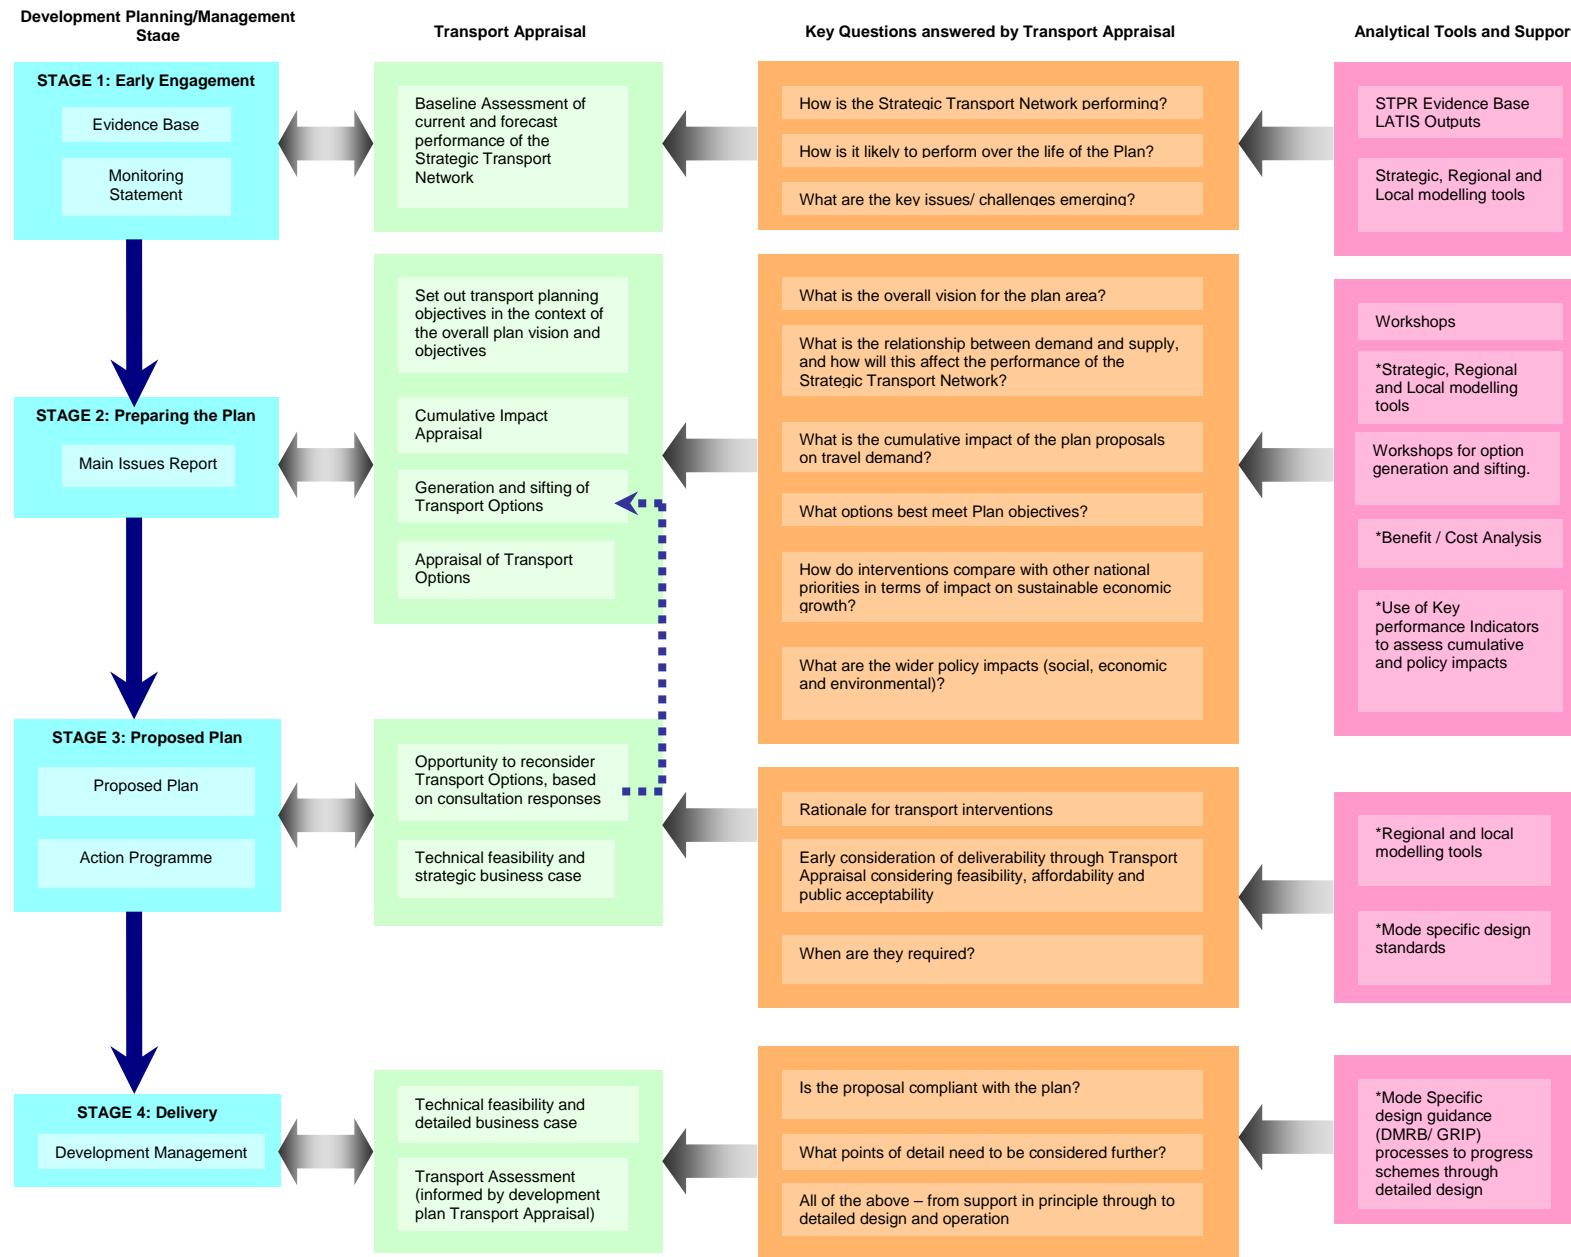 Development Planning/Management
Stage
Transport Appraisal
Key Questions answered by Transport Appraisal
Analytical Tools and Suppor
STAGE 1: Early Engagement
Evidence Base
Monitoring
Statement
Baseline Assessment of
current and forecast
performance of the
Strategic Transport
Network
How is the Strategic Transport Network performing?
How is it likely to perform over the life of the Plan?
What are the key issues/ challenges emerging?
STPR Evidence Base
LATIS Outputs
Strategic, Regional and
Local modelling tools
STAGE 2: Preparing the Plan
Main Issues Report
Set out transport planning
objectives in the context of
the overall plan vision and
objectives
Cumulative Impact
Appraisal
Generation and sifting of
Transport Options
Appraisal of Transport
Options
What is the overall vision for the plan area?
What is the relationship between demand and supply,
and how will this affect the performance of the
Strategic Transport Network?
What is the cumulative impact of the plan proposals
on travel demand?
What options best meet Plan objectives?
How do interventions compare with other national
priorities in terms of impact on sustainable economic
growth?
What are the wider policy impacts (social, economic
and environmental)?
Workshops
*Strategic, Regional
and Local modelling
tools
Workshops for option
generation and sifting.
*Benefit / Cost Analysis
*Use of Key
performance Indicators
to assess cumulative
and policy impacts
STAGE 3: Proposed Plan
Proposed Plan
Action Programme
Opportunity to reconsider
Transport Options, based
on consultation responses
Technical feasibility and
strategic business case
Rationale for transport interventions
Early consideration of deliverability through Transport
Appraisal considering feasibility, affordability and
public acceptability
When are they required?
*Regional and local
modelling tools
*Mode specific design
standards
STAGE 4: Delivery
Development Management
Technical feasibility and
detailed business case
Transport Assessment
(informed by development
plan Transport Appraisal)
Is the proposal compliant with the plan?
What points of detail need to be considered further?
All of the above – from support in principle through to
detailed design and operation
*Mode Specific
design guidance
(DMRB/ GRIP)
processes to progress
schemes through
detailed design